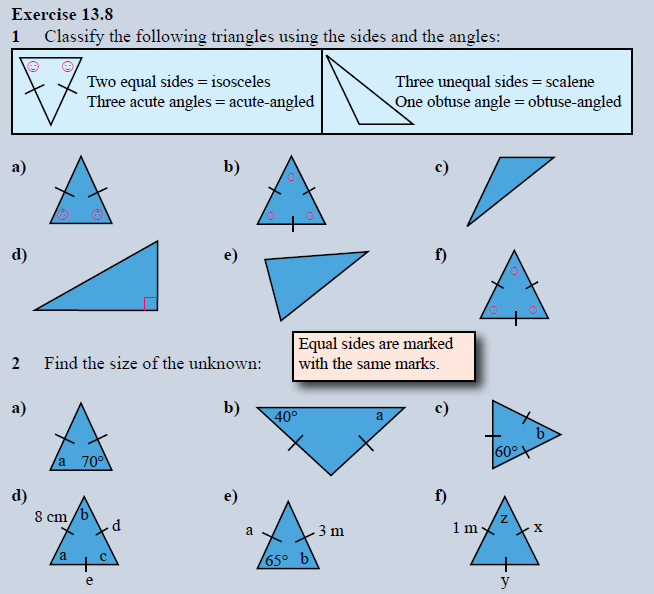 Exercise 13.8
1 Classify the following triangles using the sides and the angles:
Two equal sides = isosceles
Three acute angles = acute-angled
Three unequal sides = scalene
One obtuse angle = obtuse-angled
a) b) c)
d) e) f)
Equal sides are marked
with the same marks.
2 Find the size of the unknown:
a) b) c)
a 70°
40° a
b
60°
d) e) f)
8 cm b d
a c
e
a 3 m
65° b
1 m z x
y